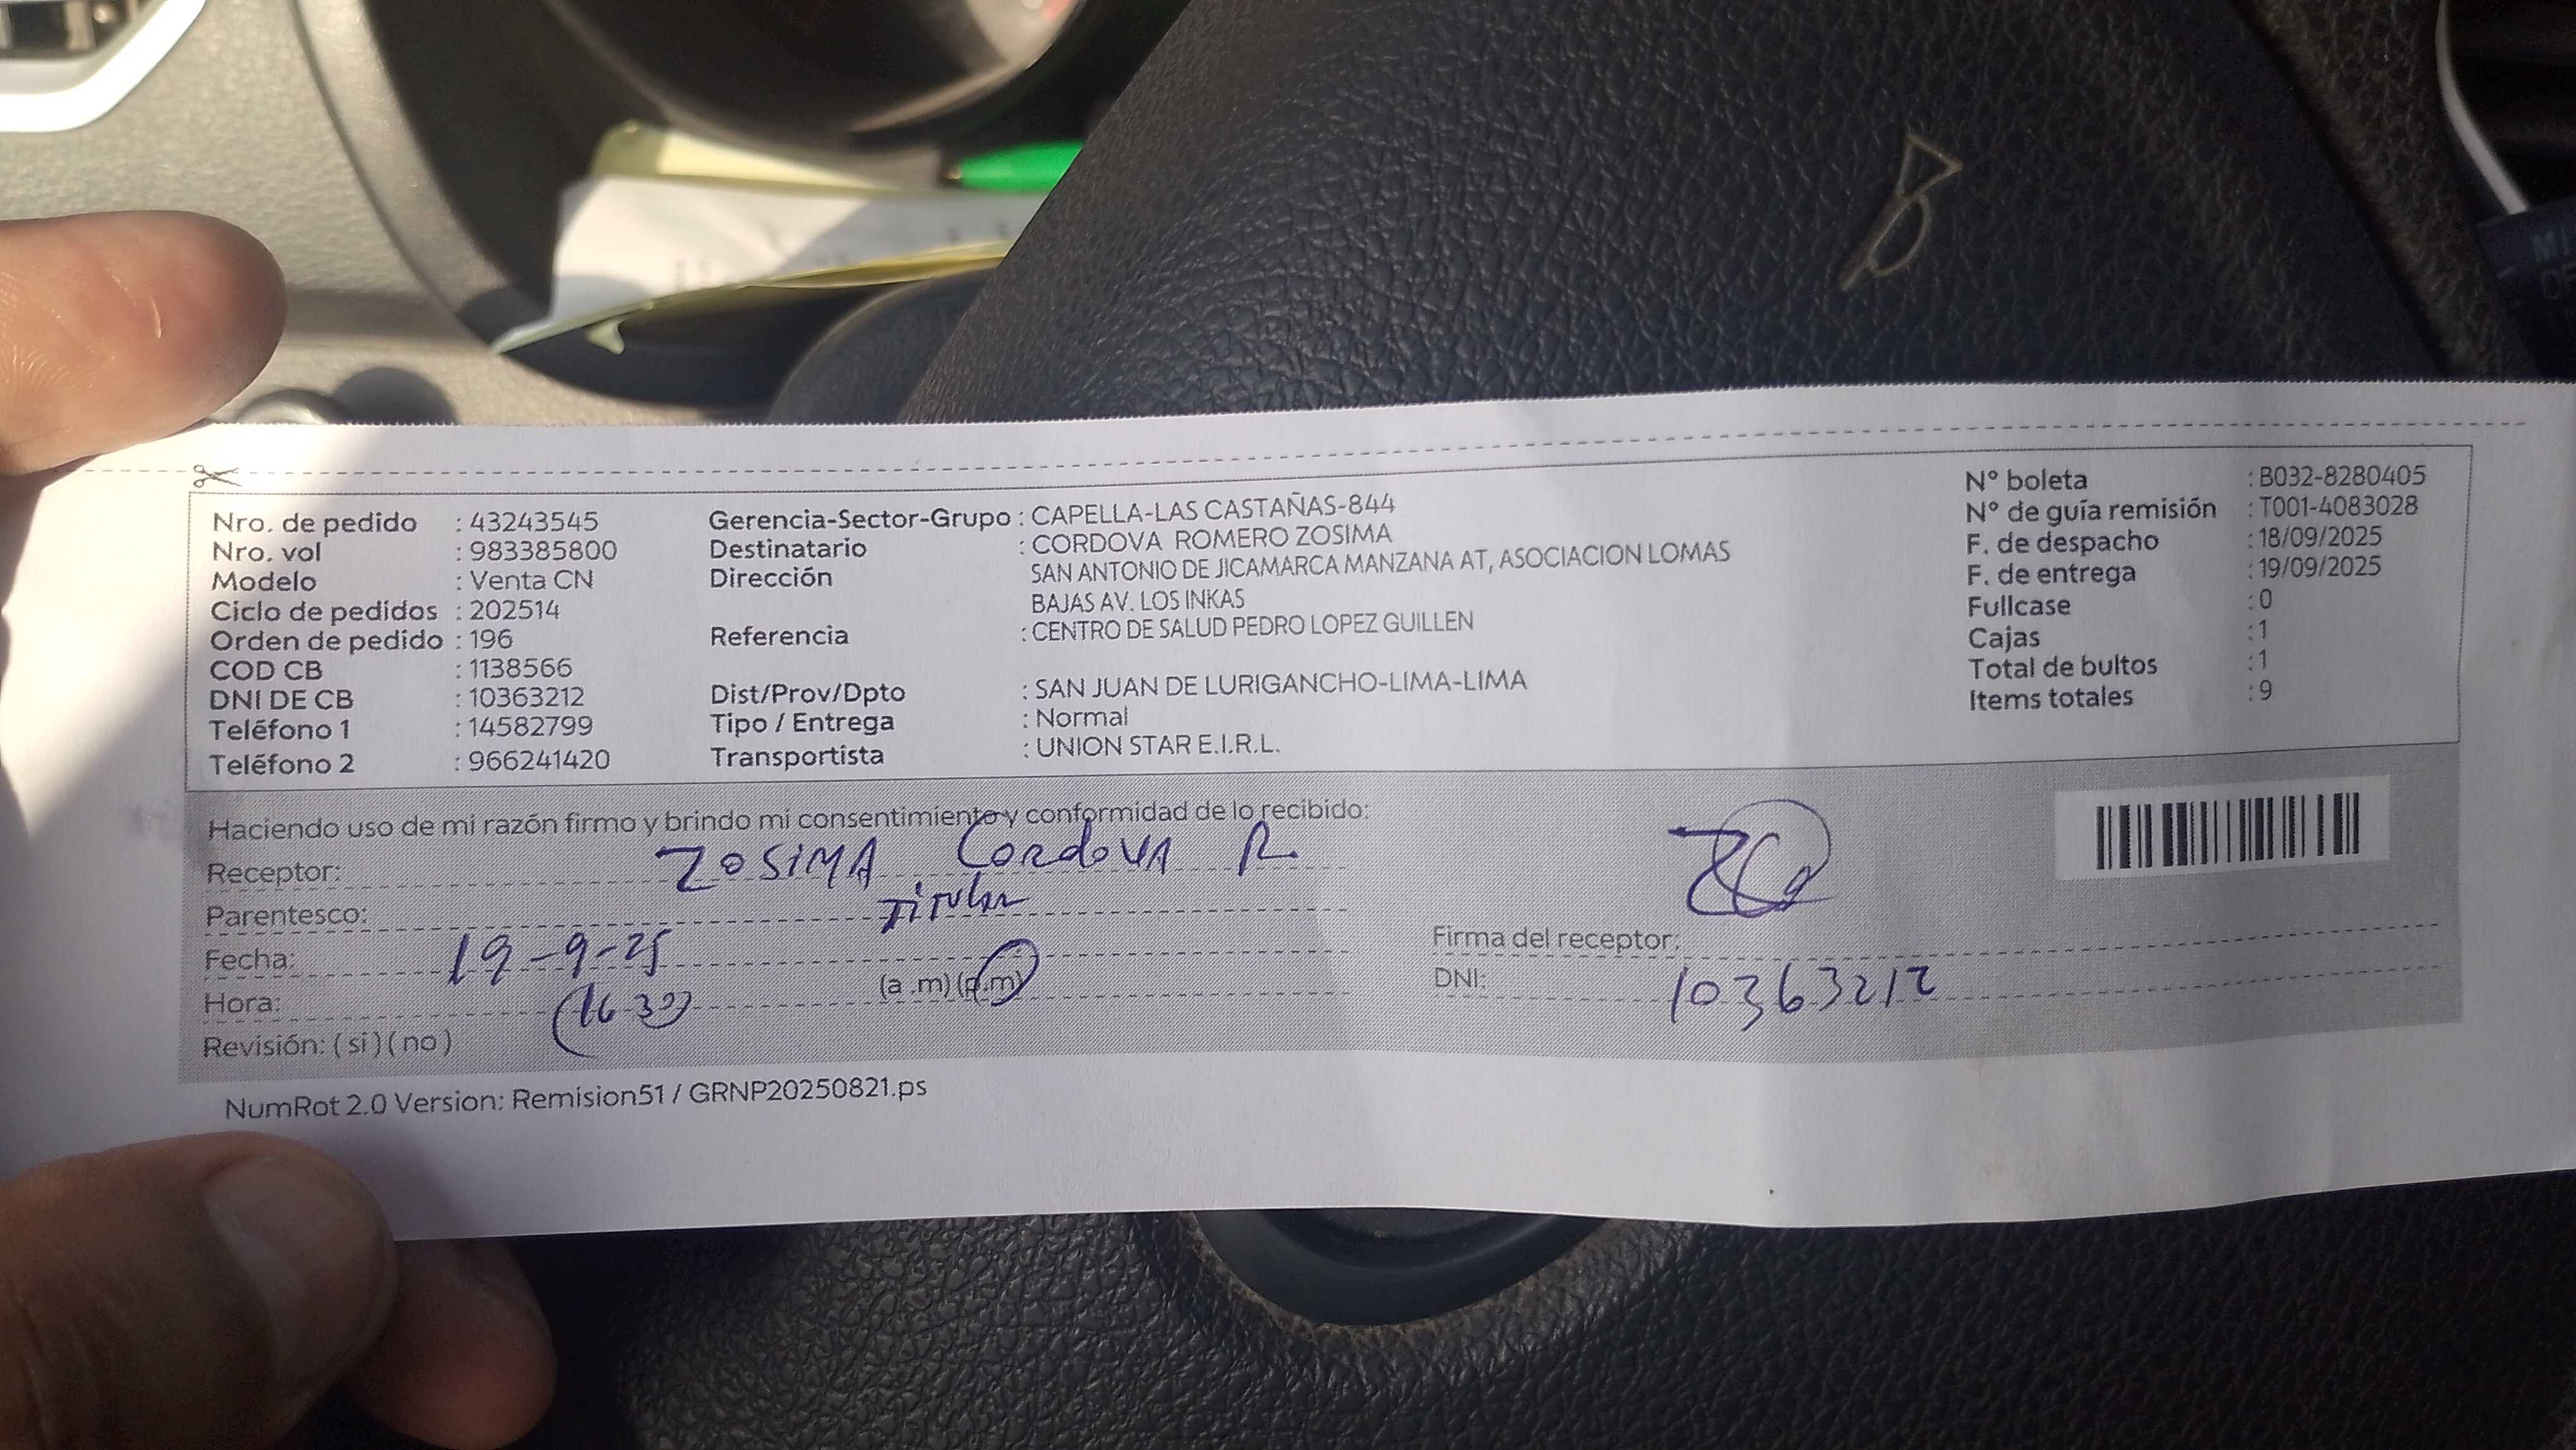 Nro. de pedido : 43243545 Gerencia-Sector-Grupo : CAPELLA-LAS CASTAÑAS-844 N° boleta : B032-8280405
Nro. vol : 983385800 Destinatario : CORDOVA ROMERO ZOSIMA N° de guía remisión : T001-4083028
Modelo : Venta CN Dirección SAN ANTONIO DE JICAMARCA MANZANA AT, ASOCIACION LOMAS F. de despacho : 18/09/2025
Ciclo de pedidos : 202514 BAJAS AV. LOS INKAS F. de entrega : 19/09/2025
Orden de pedido : 196 Referencia : CENTRO DE SALUD PEDRO LOPEZ GUILLEN Fullcase : 0
COD CB : 1138566 Cajas : 1
DNI DE CB : 10363212 Dist/Prov/Dpto : SAN JUAN DE LURIGANCHO-LIMA-LIMA Total de bultos : 1
Teléfono 1 : 14582799 Tipo / Entrega : Normal Items totales : 9
Teléfono 2 : 966241420 Transportista : UNION STAR E.I.R.L.
Haciendo uso de mi razón firmo y brindo mi consentimiento y conformidad de lo recibido:
Receptor: ZOSIMA CORdoVA R.
Parentesco: Titular
Fecha: 19-9-25 Firma del receptor:
Hora: (16 30) (a .m) (p.m) DNI: 10363212
Revisión: ( si ) ( no )
NumRot 2.0 Version: Remision51 / GRNP20250821.ps